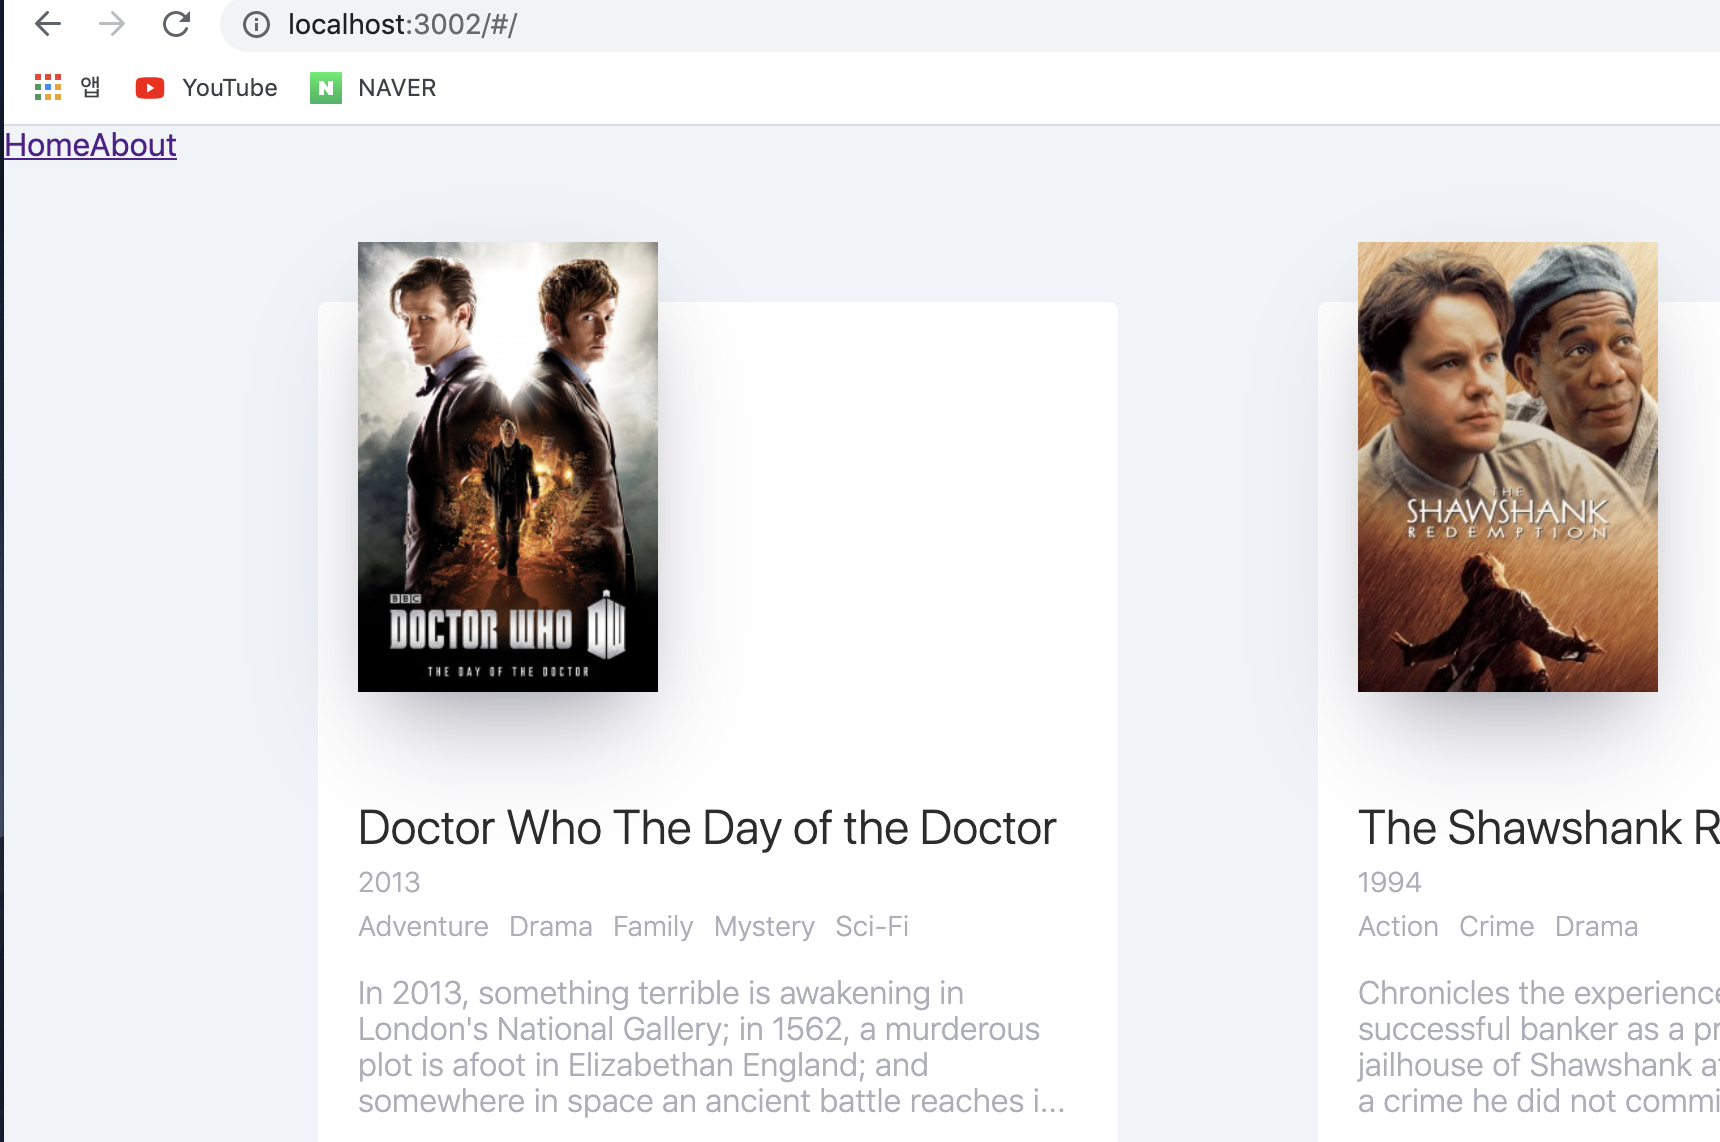 localhost:3002/#/
앱 YouTube N NAVER
HomeAbout
BBC
DOCTOR WHO DW
THE DAY OF THE DOCTOR
Doctor Who The Day of the Doctor
2013
Adventure Drama Family Mystery Sci-Fi
In 2013, something terrible is awakening in
London's National Gallery; in 1562, a murderous
plot is afoot in Elizabethan England; and
somewhere in space an ancient battle reaches i...
THE
SHAWSHANK
REDEMPTION
The Shawshank R
1994
Action Crime Drama
Chronicles the experience
successful banker as a pr
jailhouse of Shawshank a
a crime he did not commi